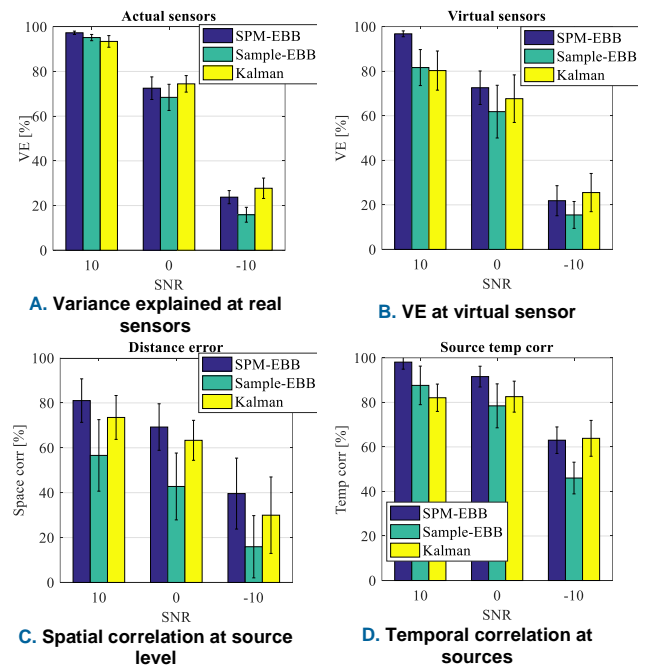 Actual sensors
SPM-EBB
Sample-EBB
Kalman
100
80
60
40
20
0
VE [%]
10 0 -10
SNR
A. Variance explained at real
sensors
Virtual sensors
SPM-EBB
Sample-EBB
Kalman
100
80
60
40
20
0
VE [%]
10 0 -10
SNR
B. VE at virtual sensor
Distance error
SPM-EBB
Sample-EBB
Kalman
100
80
60
40
20
0
Space corr [%]
10 0 -10
SNR
C. Spatial correlation at source
level
Source temp corr
100
80
60
40
20
0
Temp corr [%]
SPM-EBB
Sample-EBB
Kalman
10 0 -10
SNR
D. Temporal correlation at
sources